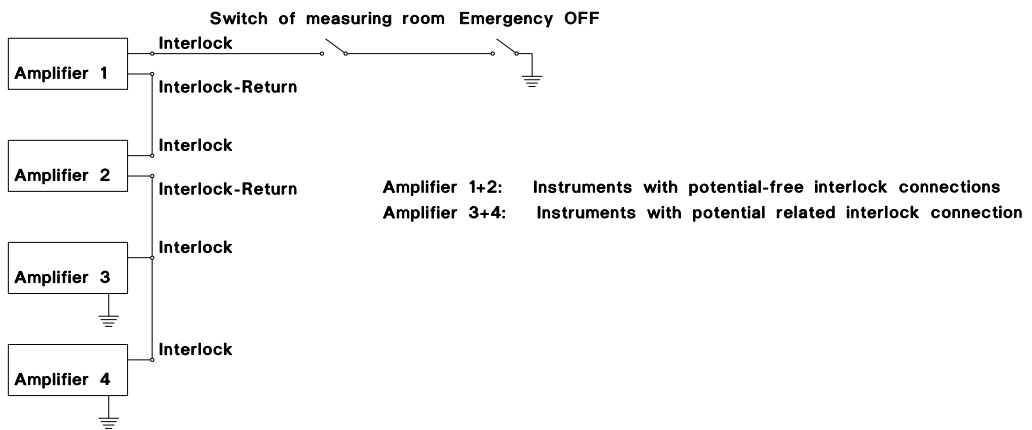 Switch of measuring room Emergency OFF
Interlock
Amplifier 1
Interlock-Return
Interlock
Amplifier 2
Interlock-Return
Amplifier 1+2: Instruments with potential-free interlock connections
Amplifier 3+4: Instruments with potential related interlock connection
Interlock
Amplifier 3
Interlock
Amplifier 4